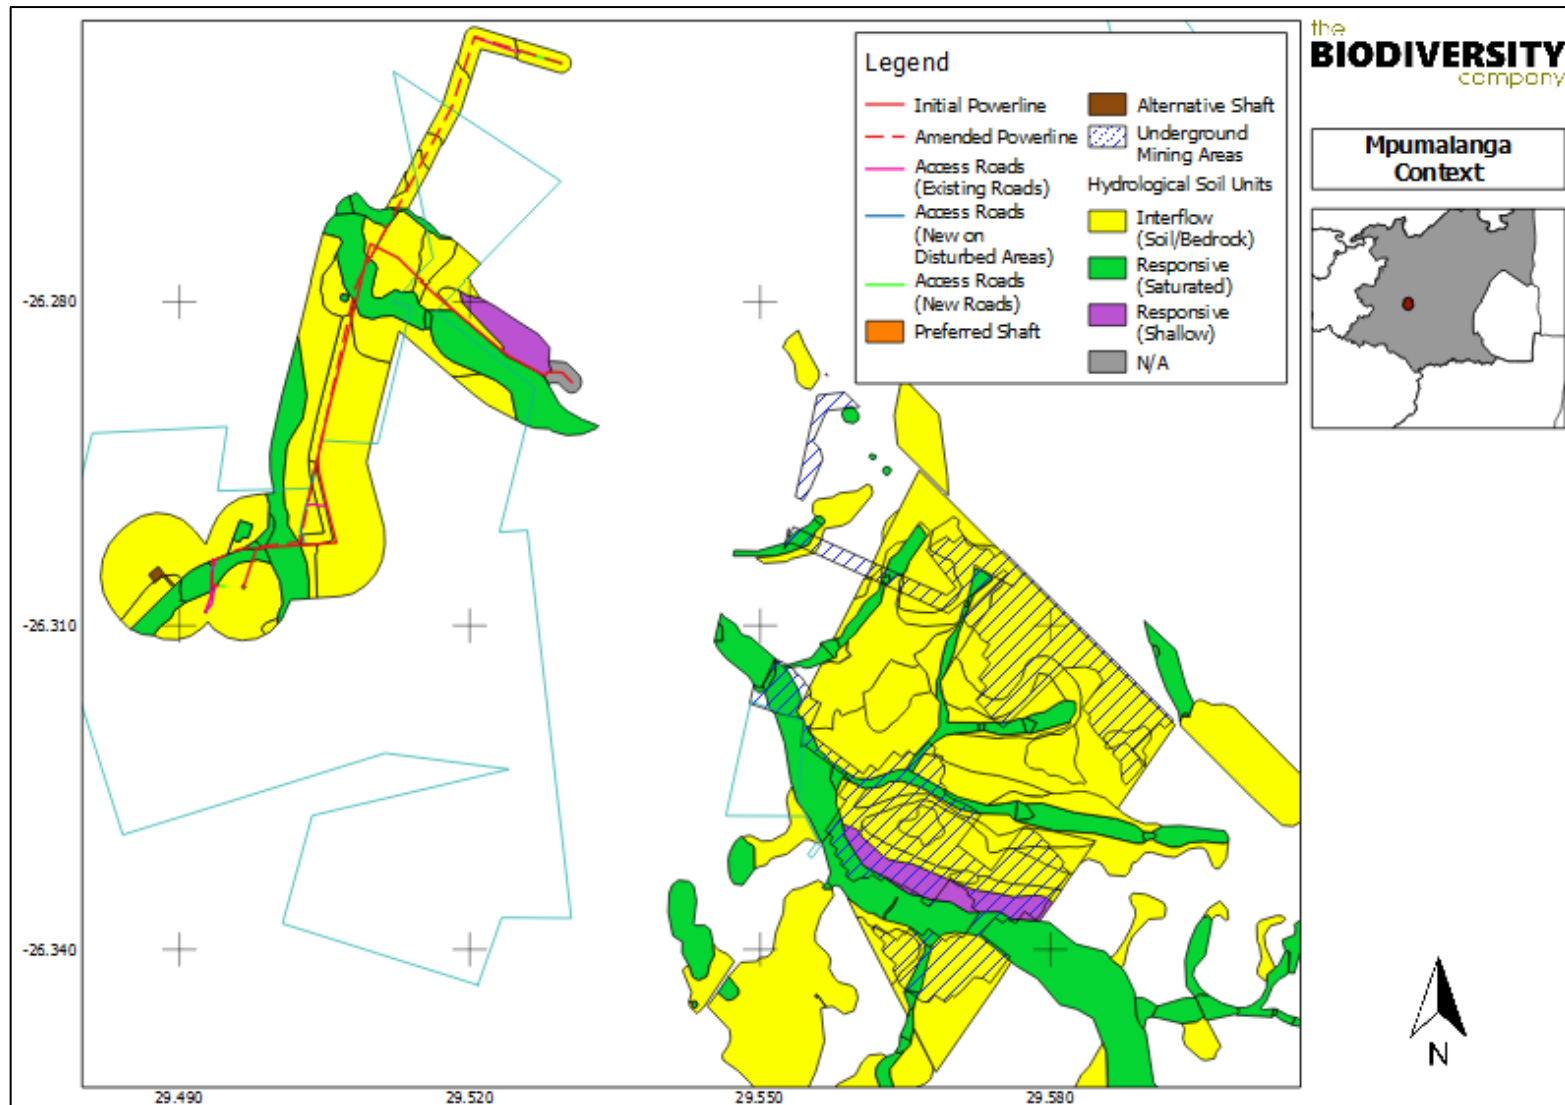 the
BIODIVERSITY
company
Legend
Initial Powerline
Amended Powerline
Access Roads
(Existing Roads)
Access Roads
(New on
Disturbed Areas)
Access Roads
(New Roads)
Preferred Shaft
Alternative Shaft
Underground
Mining Areas
Hydrological Soil Units
Interflow
(Soil/Bedrock)
Responsive
(Saturated)
Responsive
(Shallow)
N/A
Mpumalanga
Context
-26.280
-26.310
-26.340
29.490
29.520
29.550
29.580
N